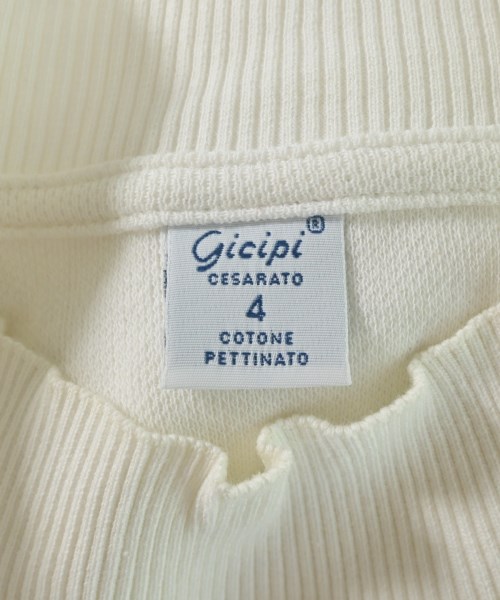 Gicipi®
CESARATO
4
COTONE
PETTINATO